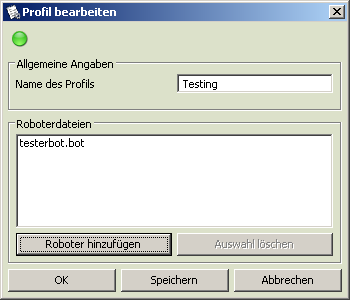 Profil bearbeiten
Allgemeine Angaben
Name des Profils Testing
Roboterdateien
testerbot.bot
Roboter hinzufügen Auswahl löschen
OK Speichern Abbrechen